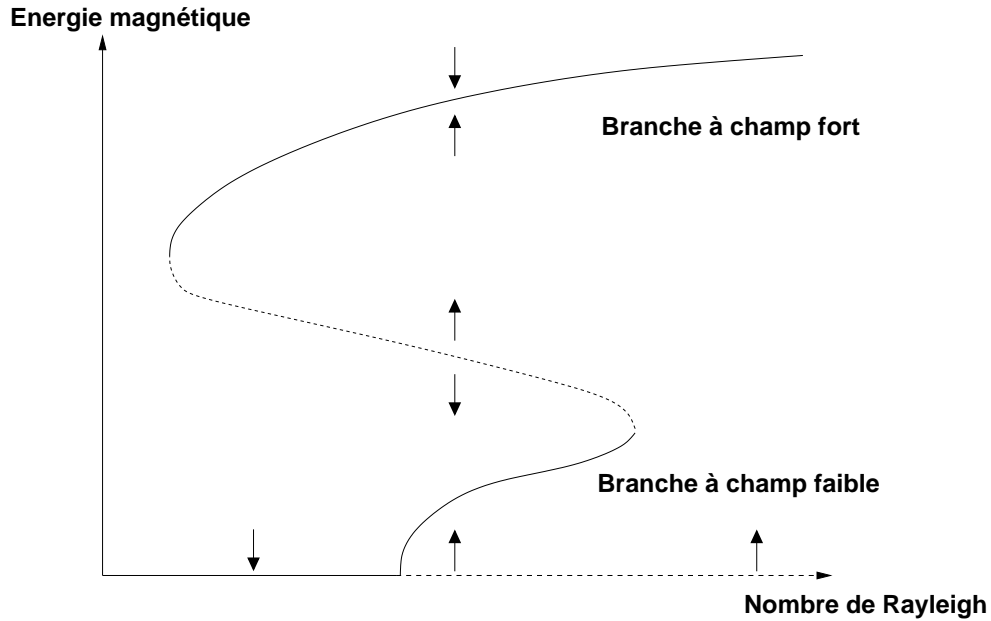 Energie magnétique
Branche à champ fort
Branche à champ faible
Nombre de Rayleigh